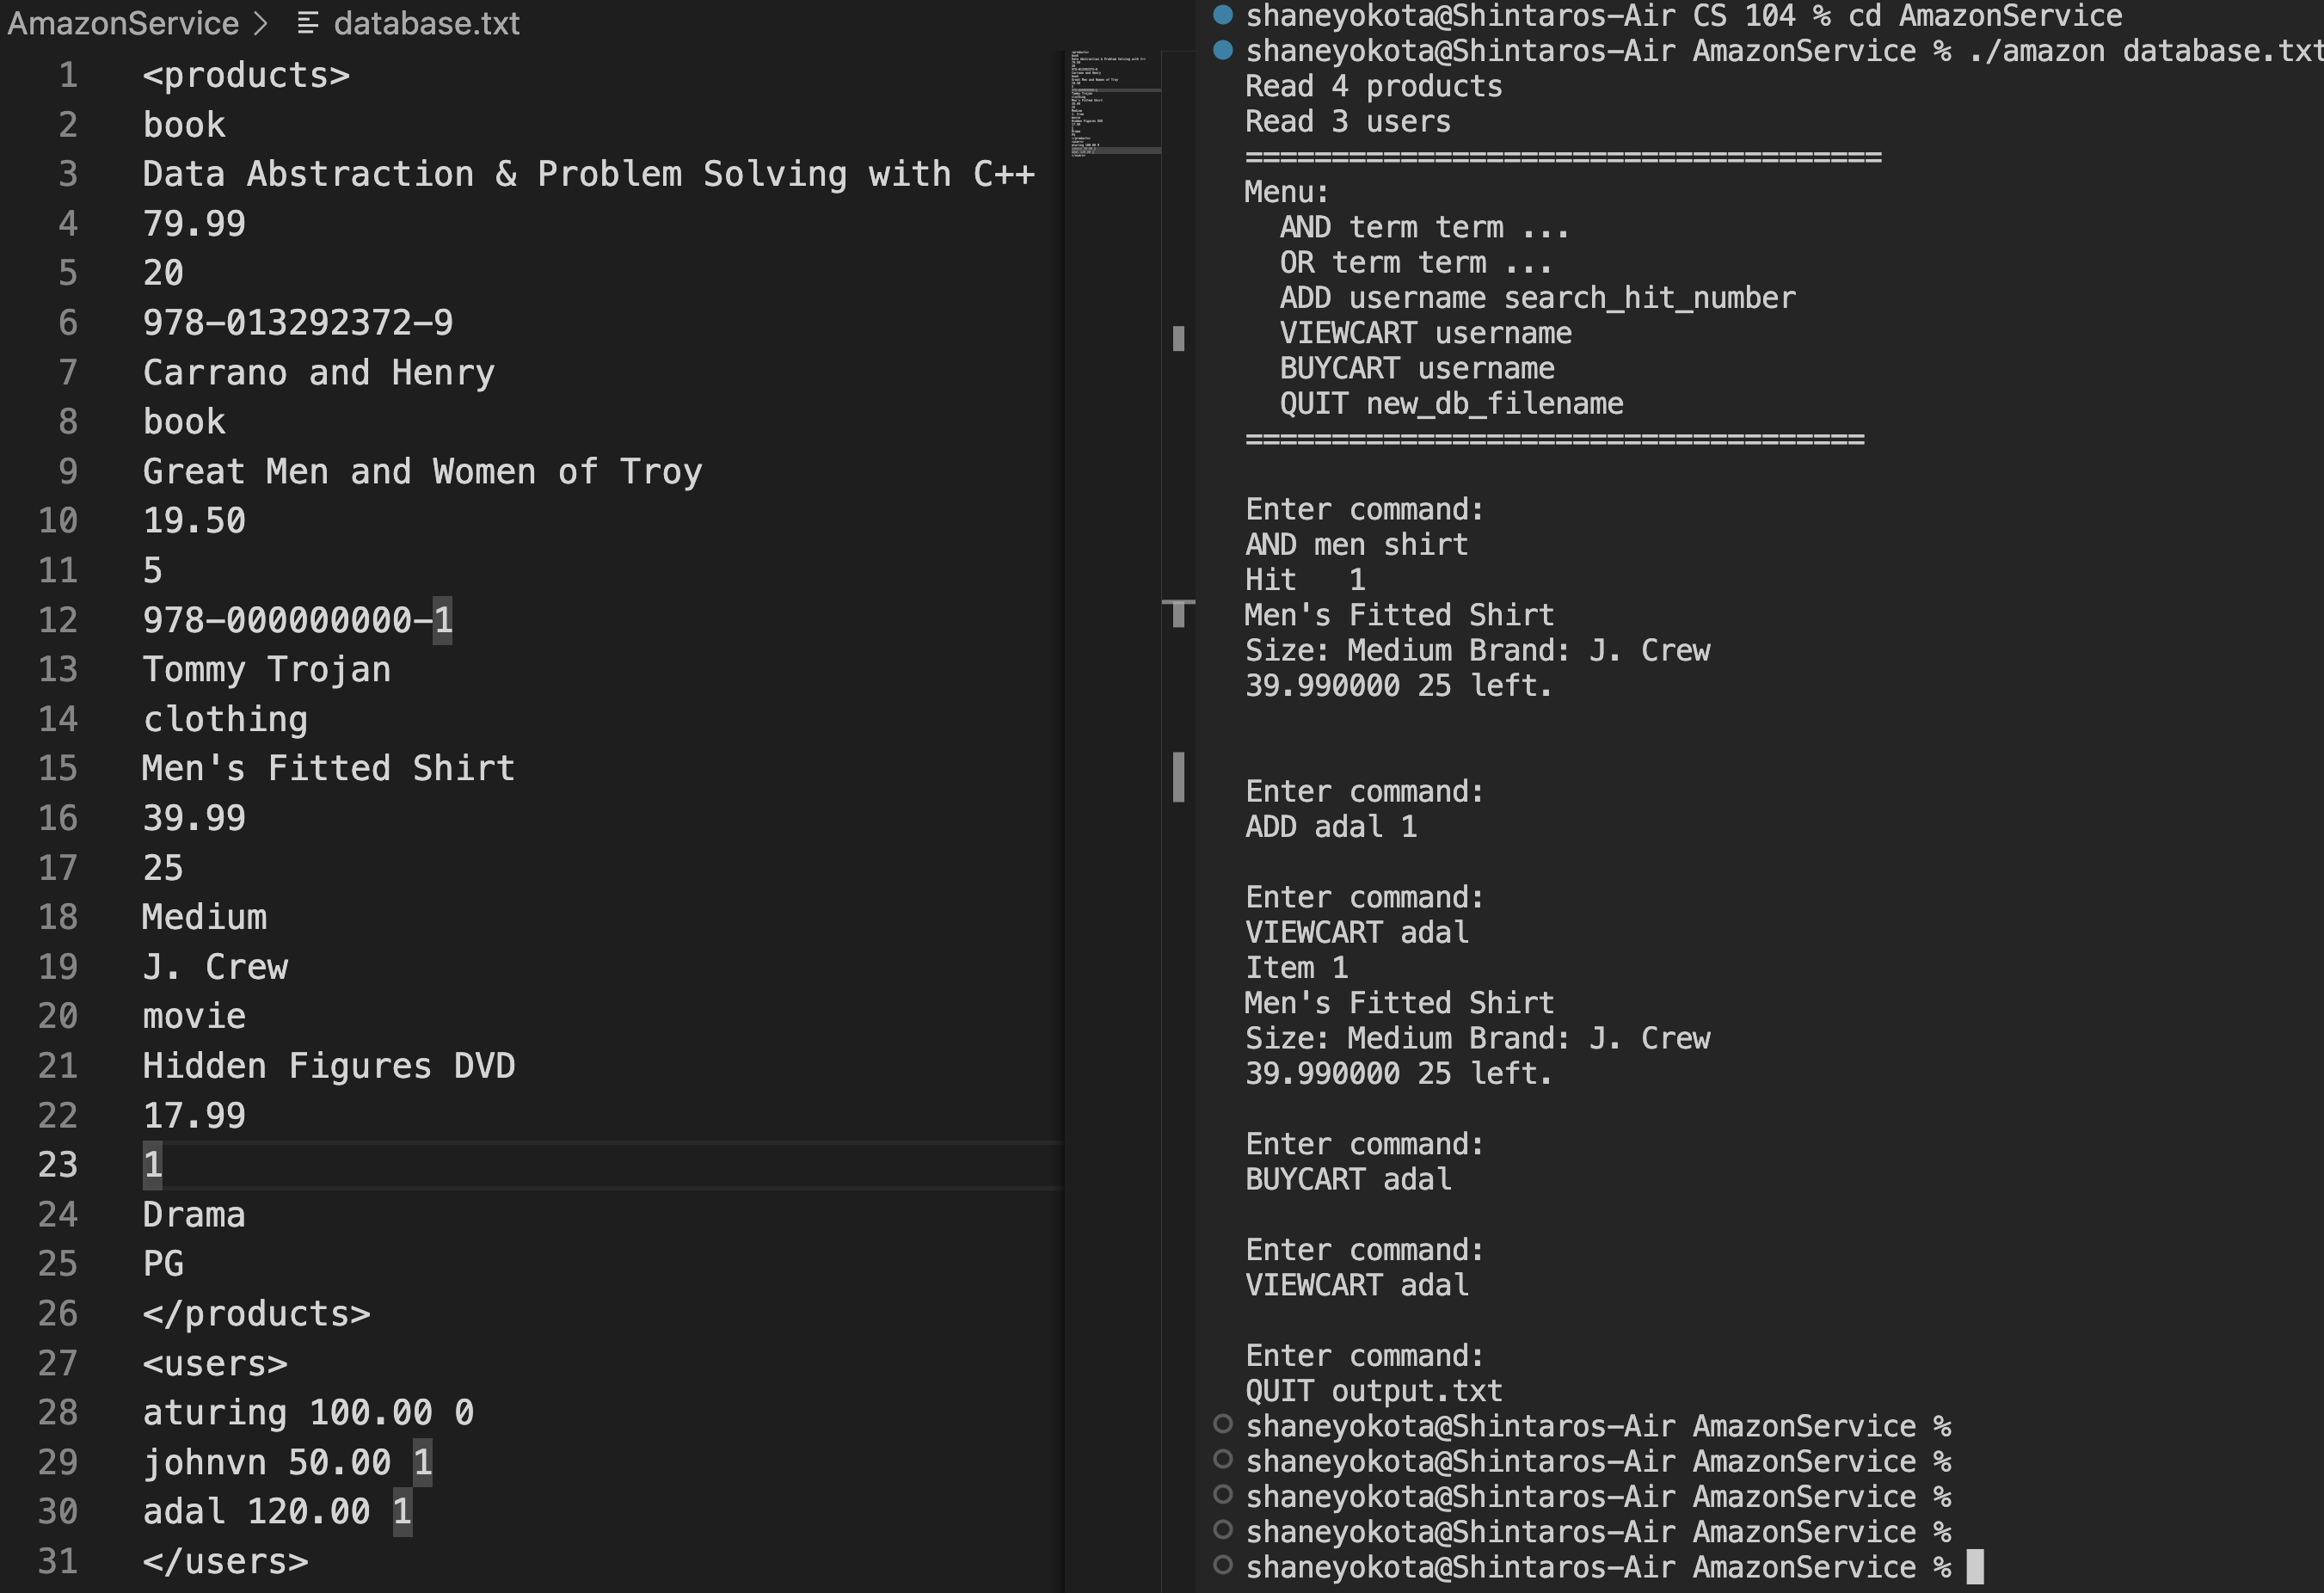 AmazonService > database.txt
1 <products>
2 book
3 Data Abstraction & Problem Solving with C++
4 79.99
5 20
6 978-013292372-9
7 Carrano and Henry
8 book
9 Great Men and Women of Troy
10 19.50
11 5
12 978-000000000-1
13 Tommy Trojan
14 clothing
15 Men's Fitted Shirt
16 39.99
17 25
18 Medium
19 J. Crew
20 movie
21 Hidden Figures DVD
22 17.99
23 1
24 Drama
25 PG
26 </products>
27 <users>
28 aturing 100.00 0
29 johnvn 50.00 1
30 adal 120.00 1
31 </users>
shaneyokota@Shintaros-Air CS 104 % cd AmazonService
shaneyokota@Shintaros-Air AmazonService % ./amazon database.txt
Read 4 products
Read 3 users
=====================================
Menu:
  AND term term ...
  OR term term ...
  ADD username search_hit_number
  VIEWCART username
  BUYCART username
  QUIT new_db_filename
====================================
Enter command:
AND men shirt
Hit   1
Men's Fitted Shirt
Size: Medium Brand: J. Crew
39.990000 25 left.
Enter command:
ADD adal 1
Enter command:
VIEWCART adal
Item 1
Men's Fitted Shirt
Size: Medium Brand: J. Crew
39.990000 25 left.
Enter command:
BUYCART adal
Enter command:
VIEWCART adal
Enter command:
QUIT output.txt
shaneyokota@Shintaros-Air AmazonService %
shaneyokota@Shintaros-Air AmazonService %
shaneyokota@Shintaros-Air AmazonService %
shaneyokota@Shintaros-Air AmazonService %
shaneyokota@Shintaros-Air AmazonService %